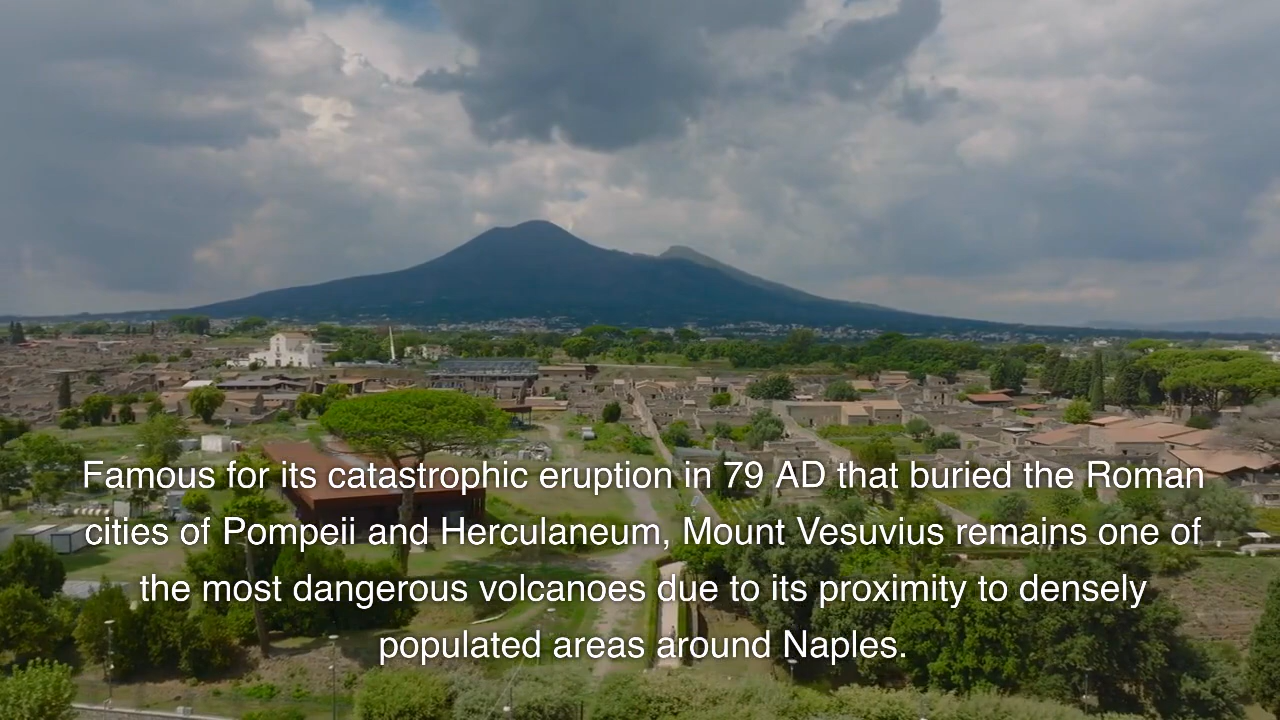 Famous for its catastrophic eruption in 79 AD that buried the Roman
cities of Pompeii and Herculaneum, Mount Vesuvius remains one of
the most dangerous volcanoes due to its proximity to densely
populated areas around Naples.